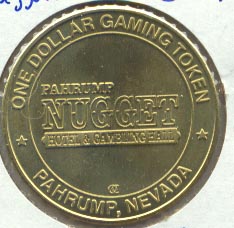 ONE DOLLAR GAMING TOKEN
PAHRUMP
NUGGET
HOTEL & GAMBLING HALL
PAHRUMP, NEVADA